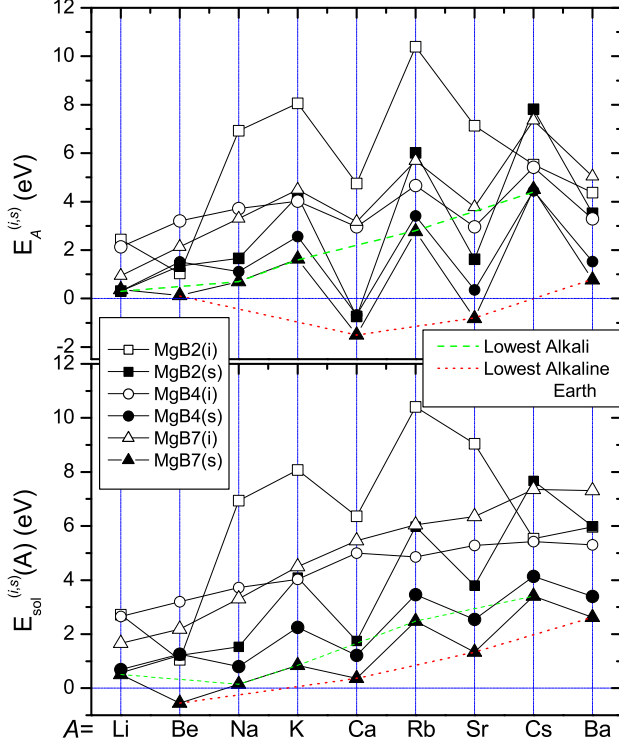 12
10
8
6
4
2
0
-2
E_A^(i,s) (eV)
MgB2(i)
MgB2(s)
MgB4(i)
MgB4(s)
MgB7(i)
MgB7(s)
Lowest Alkali
Lowest Alkaline
Earth
12
10
8
6
4
2
0
E_sol^(i,s)(A) (eV)
A= Li Be Na K Ca Rb Sr Cs Ba